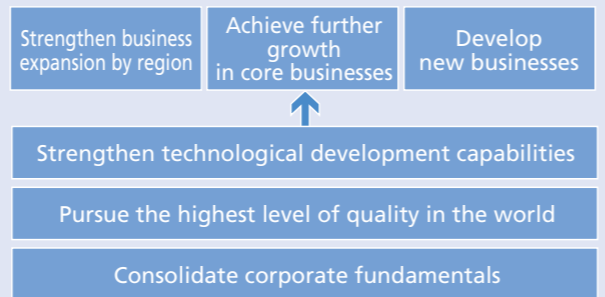 Strengthen business
expansion by region
Achieve further
growth
in core businesses
Develop
new businesses
Strengthen technological development capabilities
Pursue the highest level of quality in the world
Consolidate corporate fundamentals